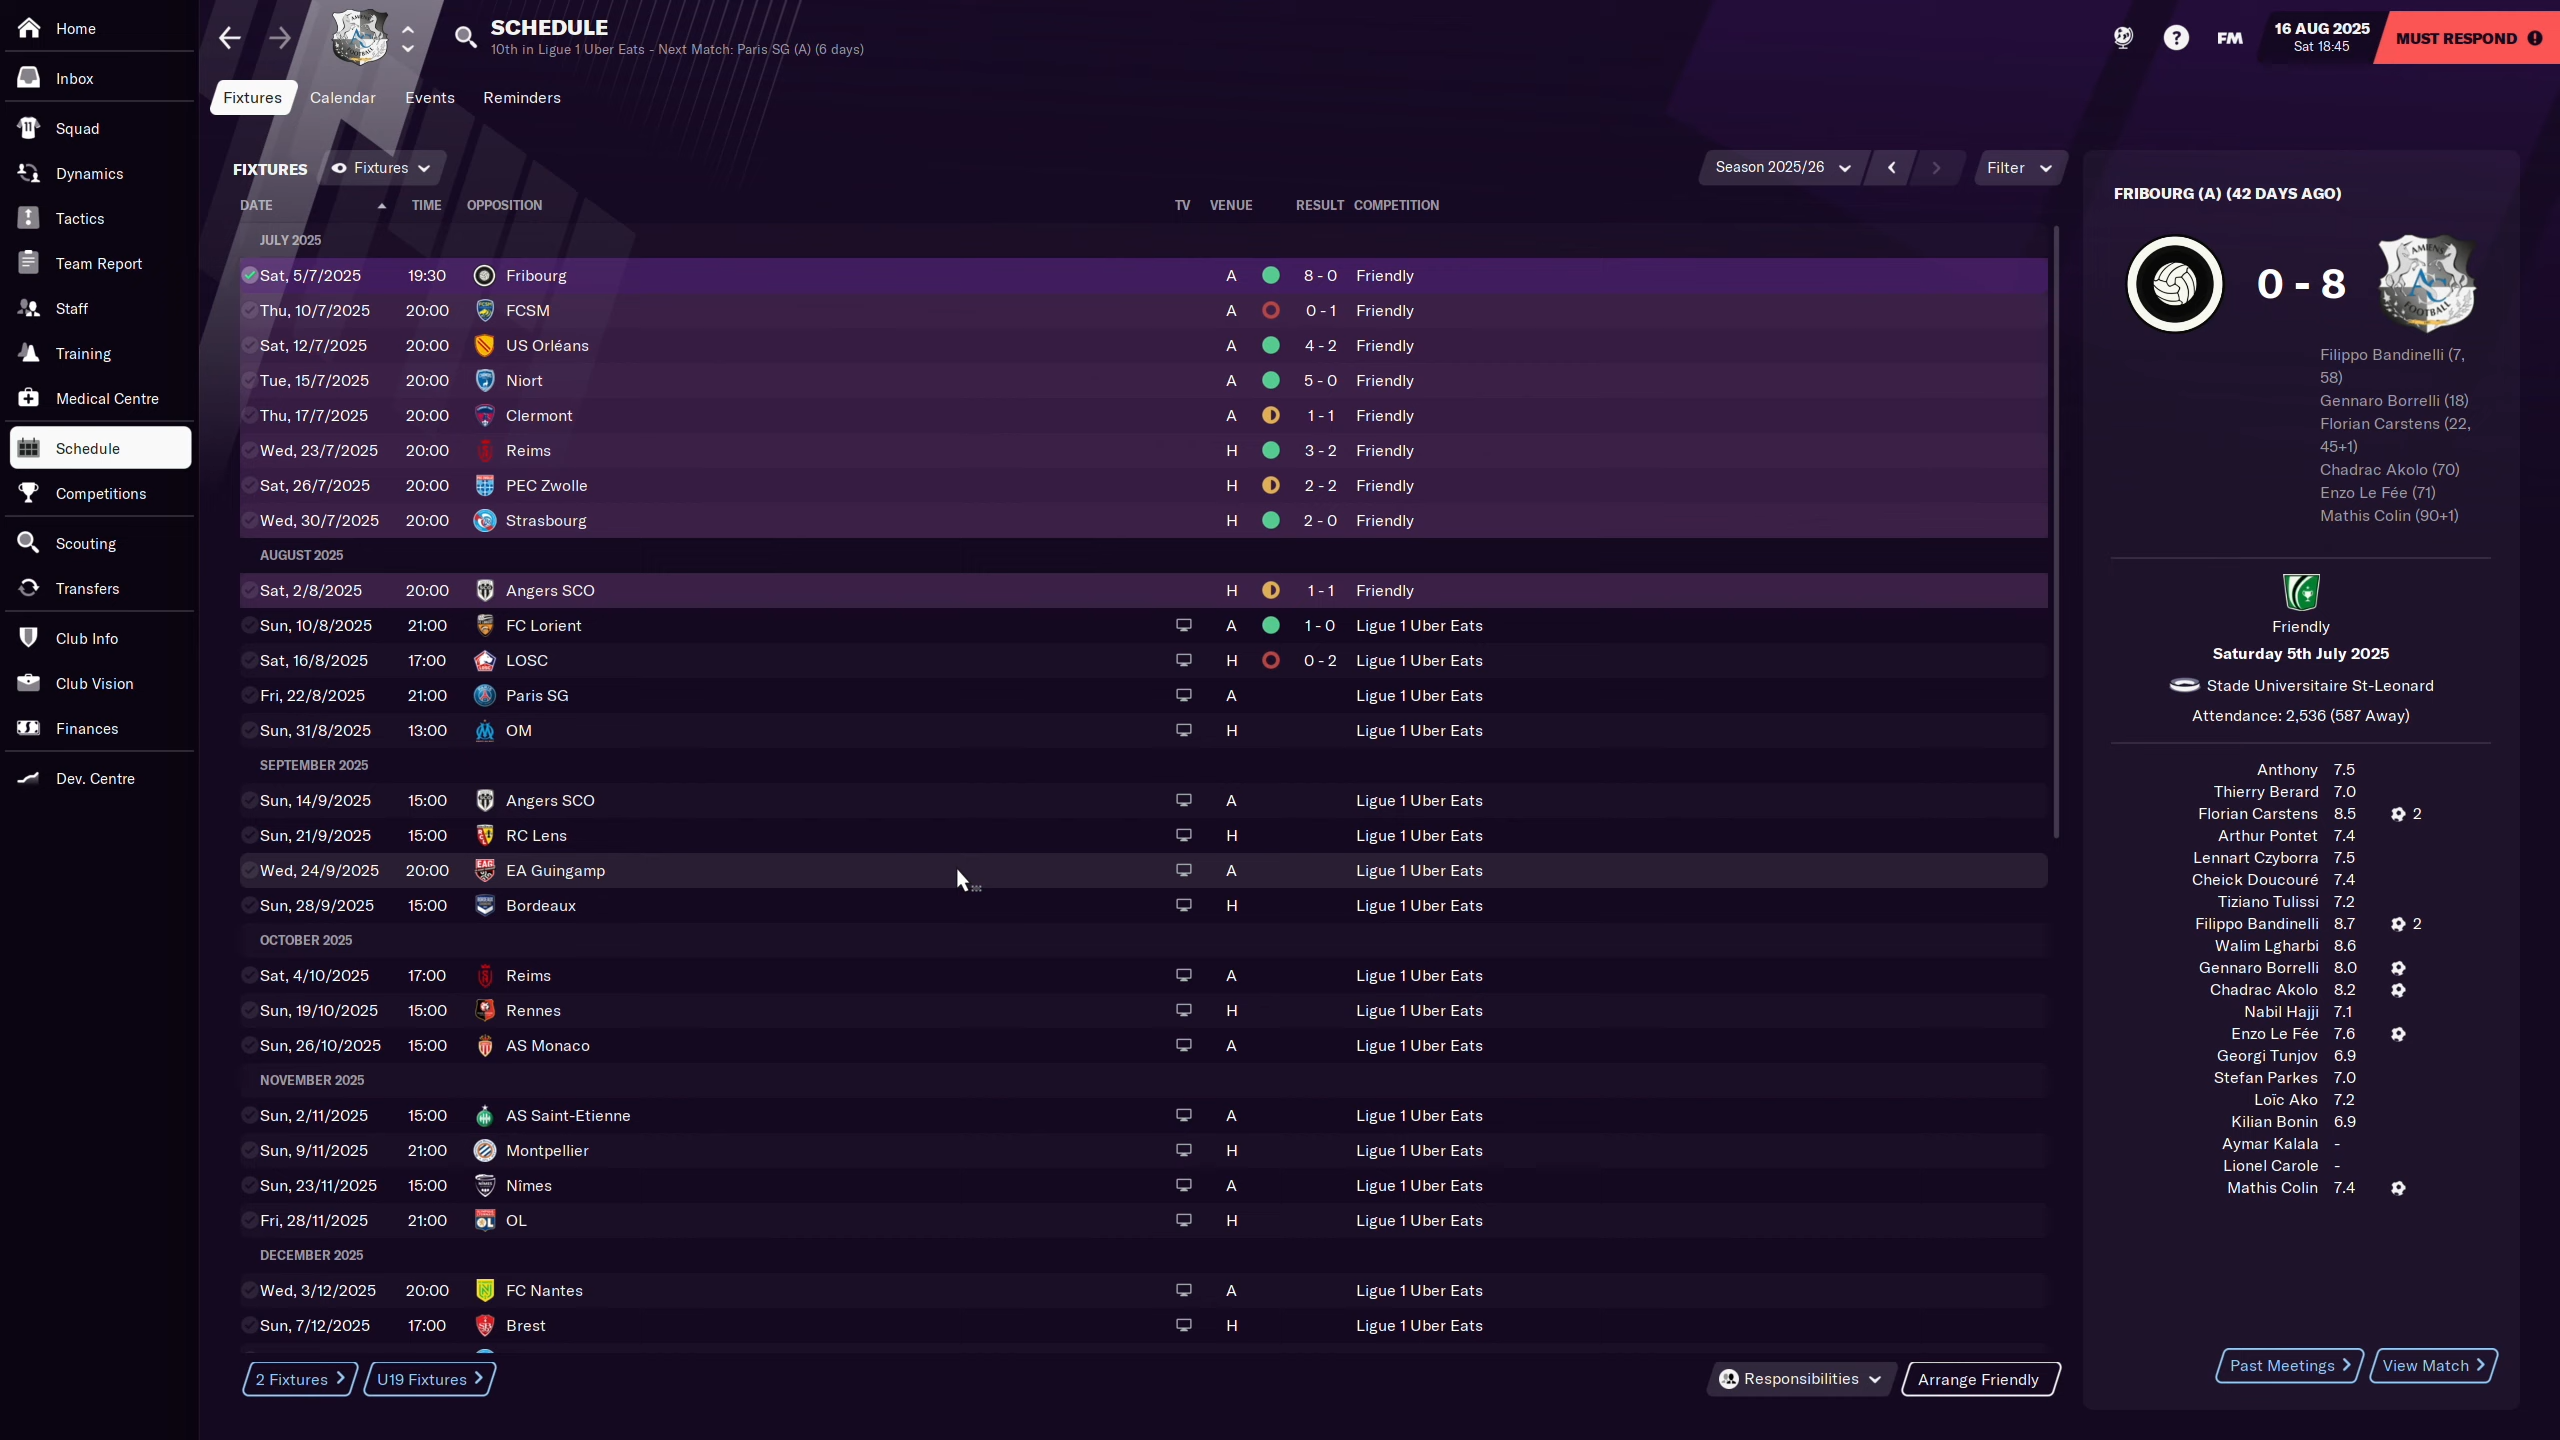 Home
Inbox
Squad
Dynamics
Tactics
Team Report
Staff
Training
Medical Centre
Schedule
Competitions
Scouting
Transfers
Club Info
Club Vision
Finances
Dev. Centre
SCHEDULE
10th in Ligue 1 Uber Eats - Next Match: Paris SG (A) (6 days)
FM
16 AUG 2025
Sat 18:45
MUST RESPOND
Fixtures Calendar Events Reminders
FIXTURES Fixtures Season 2025/26 Filter
DATE TIME OPPOSITION TV VENUE RESULT COMPETITION
JULY 2025
Sat, 5/7/2025 19:30 Fribourg A 8 - 0 Friendly
Thu, 10/7/2025 20:00 FCSM A 0 - 1 Friendly
Sat, 12/7/2025 20:00 US Orléans A 4 - 2 Friendly
Tue, 15/7/2025 20:00 Niort A 5 - 0 Friendly
Thu, 17/7/2025 20:00 Clermont A 1 - 1 Friendly
Wed, 23/7/2025 20:00 Reims H 3 - 2 Friendly
Sat, 26/7/2025 20:00 PEC Zwolle H 2 - 2 Friendly
Wed, 30/7/2025 20:00 Strasbourg H 2 - 0 Friendly
AUGUST 2025
Sat, 2/8/2025 20:00 Angers SCO H 1 - 1 Friendly
Sun, 10/8/2025 21:00 FC Lorient A 1 - 0 Ligue 1 Uber Eats
Sat, 16/8/2025 17:00 LOSC H 0 - 2 Ligue 1 Uber Eats
Fri, 22/8/2025 21:00 Paris SG A Ligue 1 Uber Eats
Sun, 31/8/2025 13:00 OM H Ligue 1 Uber Eats
SEPTEMBER 2025
Sun, 14/9/2025 15:00 Angers SCO A Ligue 1 Uber Eats
Sun, 21/9/2025 15:00 RC Lens H Ligue 1 Uber Eats
Wed, 24/9/2025 20:00 EA Guingamp A Ligue 1 Uber Eats
Sun, 28/9/2025 15:00 Bordeaux H Ligue 1 Uber Eats
OCTOBER 2025
Sat, 4/10/2025 17:00 Reims A Ligue 1 Uber Eats
Sun, 19/10/2025 15:00 Rennes H Ligue 1 Uber Eats
Sun, 26/10/2025 15:00 AS Monaco A Ligue 1 Uber Eats
NOVEMBER 2025
Sun, 2/11/2025 15:00 AS Saint-Etienne A Ligue 1 Uber Eats
Sun, 9/11/2025 21:00 Montpellier H Ligue 1 Uber Eats
Sun, 23/11/2025 15:00 Nîmes A Ligue 1 Uber Eats
Fri, 28/11/2025 21:00 OL H Ligue 1 Uber Eats
DECEMBER 2025
Wed, 3/12/2025 20:00 FC Nantes A Ligue 1 Uber Eats
Sun, 7/12/2025 17:00 Brest H Ligue 1 Uber Eats
2 Fixtures U19 Fixtures Responsibilities Arrange Friendly
FRIBOURG (A) (42 DAYS AGO)
0 - 8
AMIENS
FOOTBALL
Filippo Bandinelli (7,
58)
Gennaro Borrelli (18)
Florian Carstens (22,
45+1)
Chadrac Akolo (70)
Enzo Le Fée (71)
Mathis Colin (90+1)
Friendly
Saturday 5th July 2025
Stade Universitaire St-Leonard
Attendance: 2,536 (587 Away)
Anthony 7.5
Thierry Berard 7.0
Florian Carstens 8.5 2
Arthur Pontet 7.4
Lennart Czyborra 7.5
Cheick Doucouré 7.4
Tiziano Tulissi 7.2
Filippo Bandinelli 8.7 2
Walim Lgharbi 8.6
Gennaro Borrelli 8.0
Chadrac Akolo 8.2
Nabil Hajji 7.1
Enzo Le Fée 7.6
Georgi Tunjov 6.9
Stefan Parkes 7.0
Loïc Ako 7.2
Kilian Bonin 6.9
Aymar Kalala -
Lionel Carole -
Mathis Colin 7.4
Past Meetings View Match